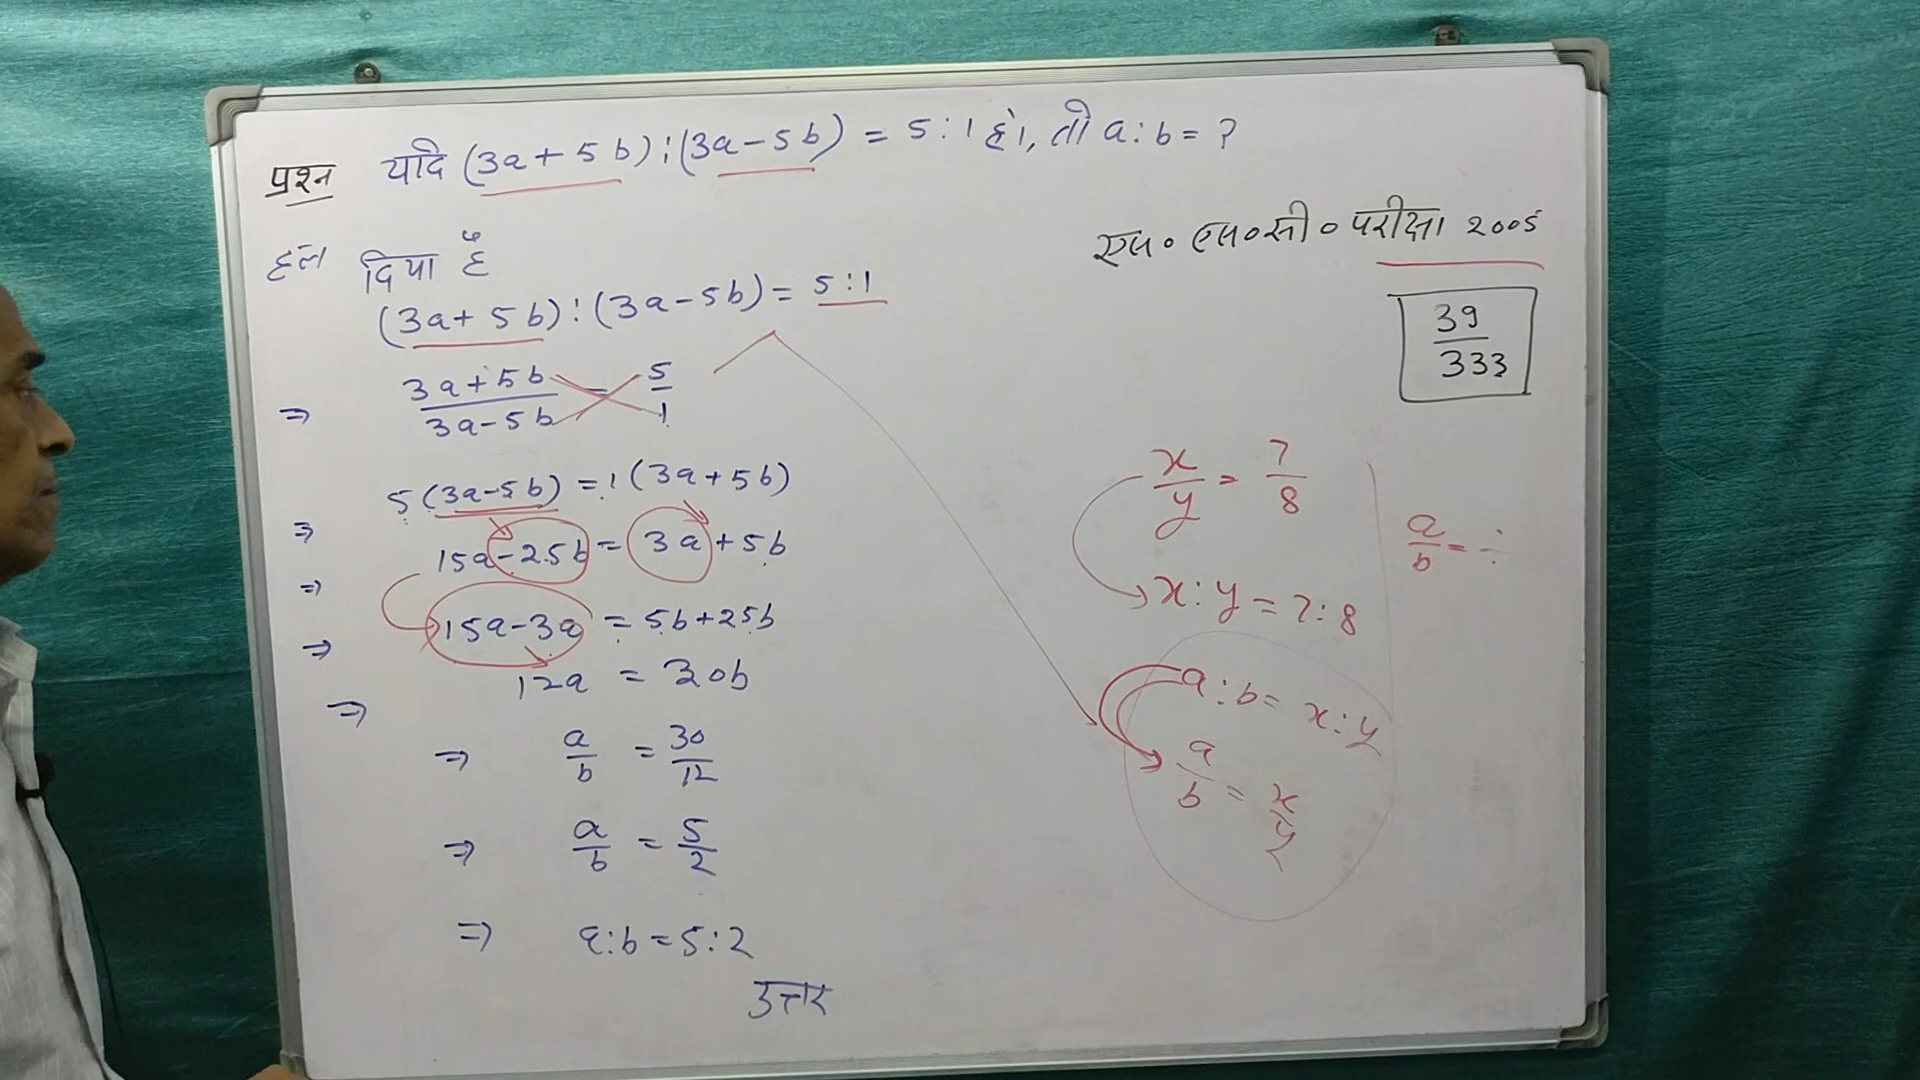 प्रश्न यदि (3a+5b):(3a-5b) = 5:1 हो, तो a:b = ?
एस० एस०सी० परीक्षा 2005
39
333
हल दिया है
(3a+5b):(3a-5b) = 5:1
⇒ 3a+5b / 3a-5b = 5/1
5(3a-5b) = 1(3a+5b)
⇒ 15a-25b = 3a+5b
⇒ 15a-3a = 5b+25b
⇒ 12a = 30b
⇒
⇒ a/b = 30/12
⇒ a/b = 5/2
⇒ a:b = 5:2
उत्तर
x/y = 7/8
x:y = 7:8
a:b = x:y
a/b = x/y
a/b = ÷